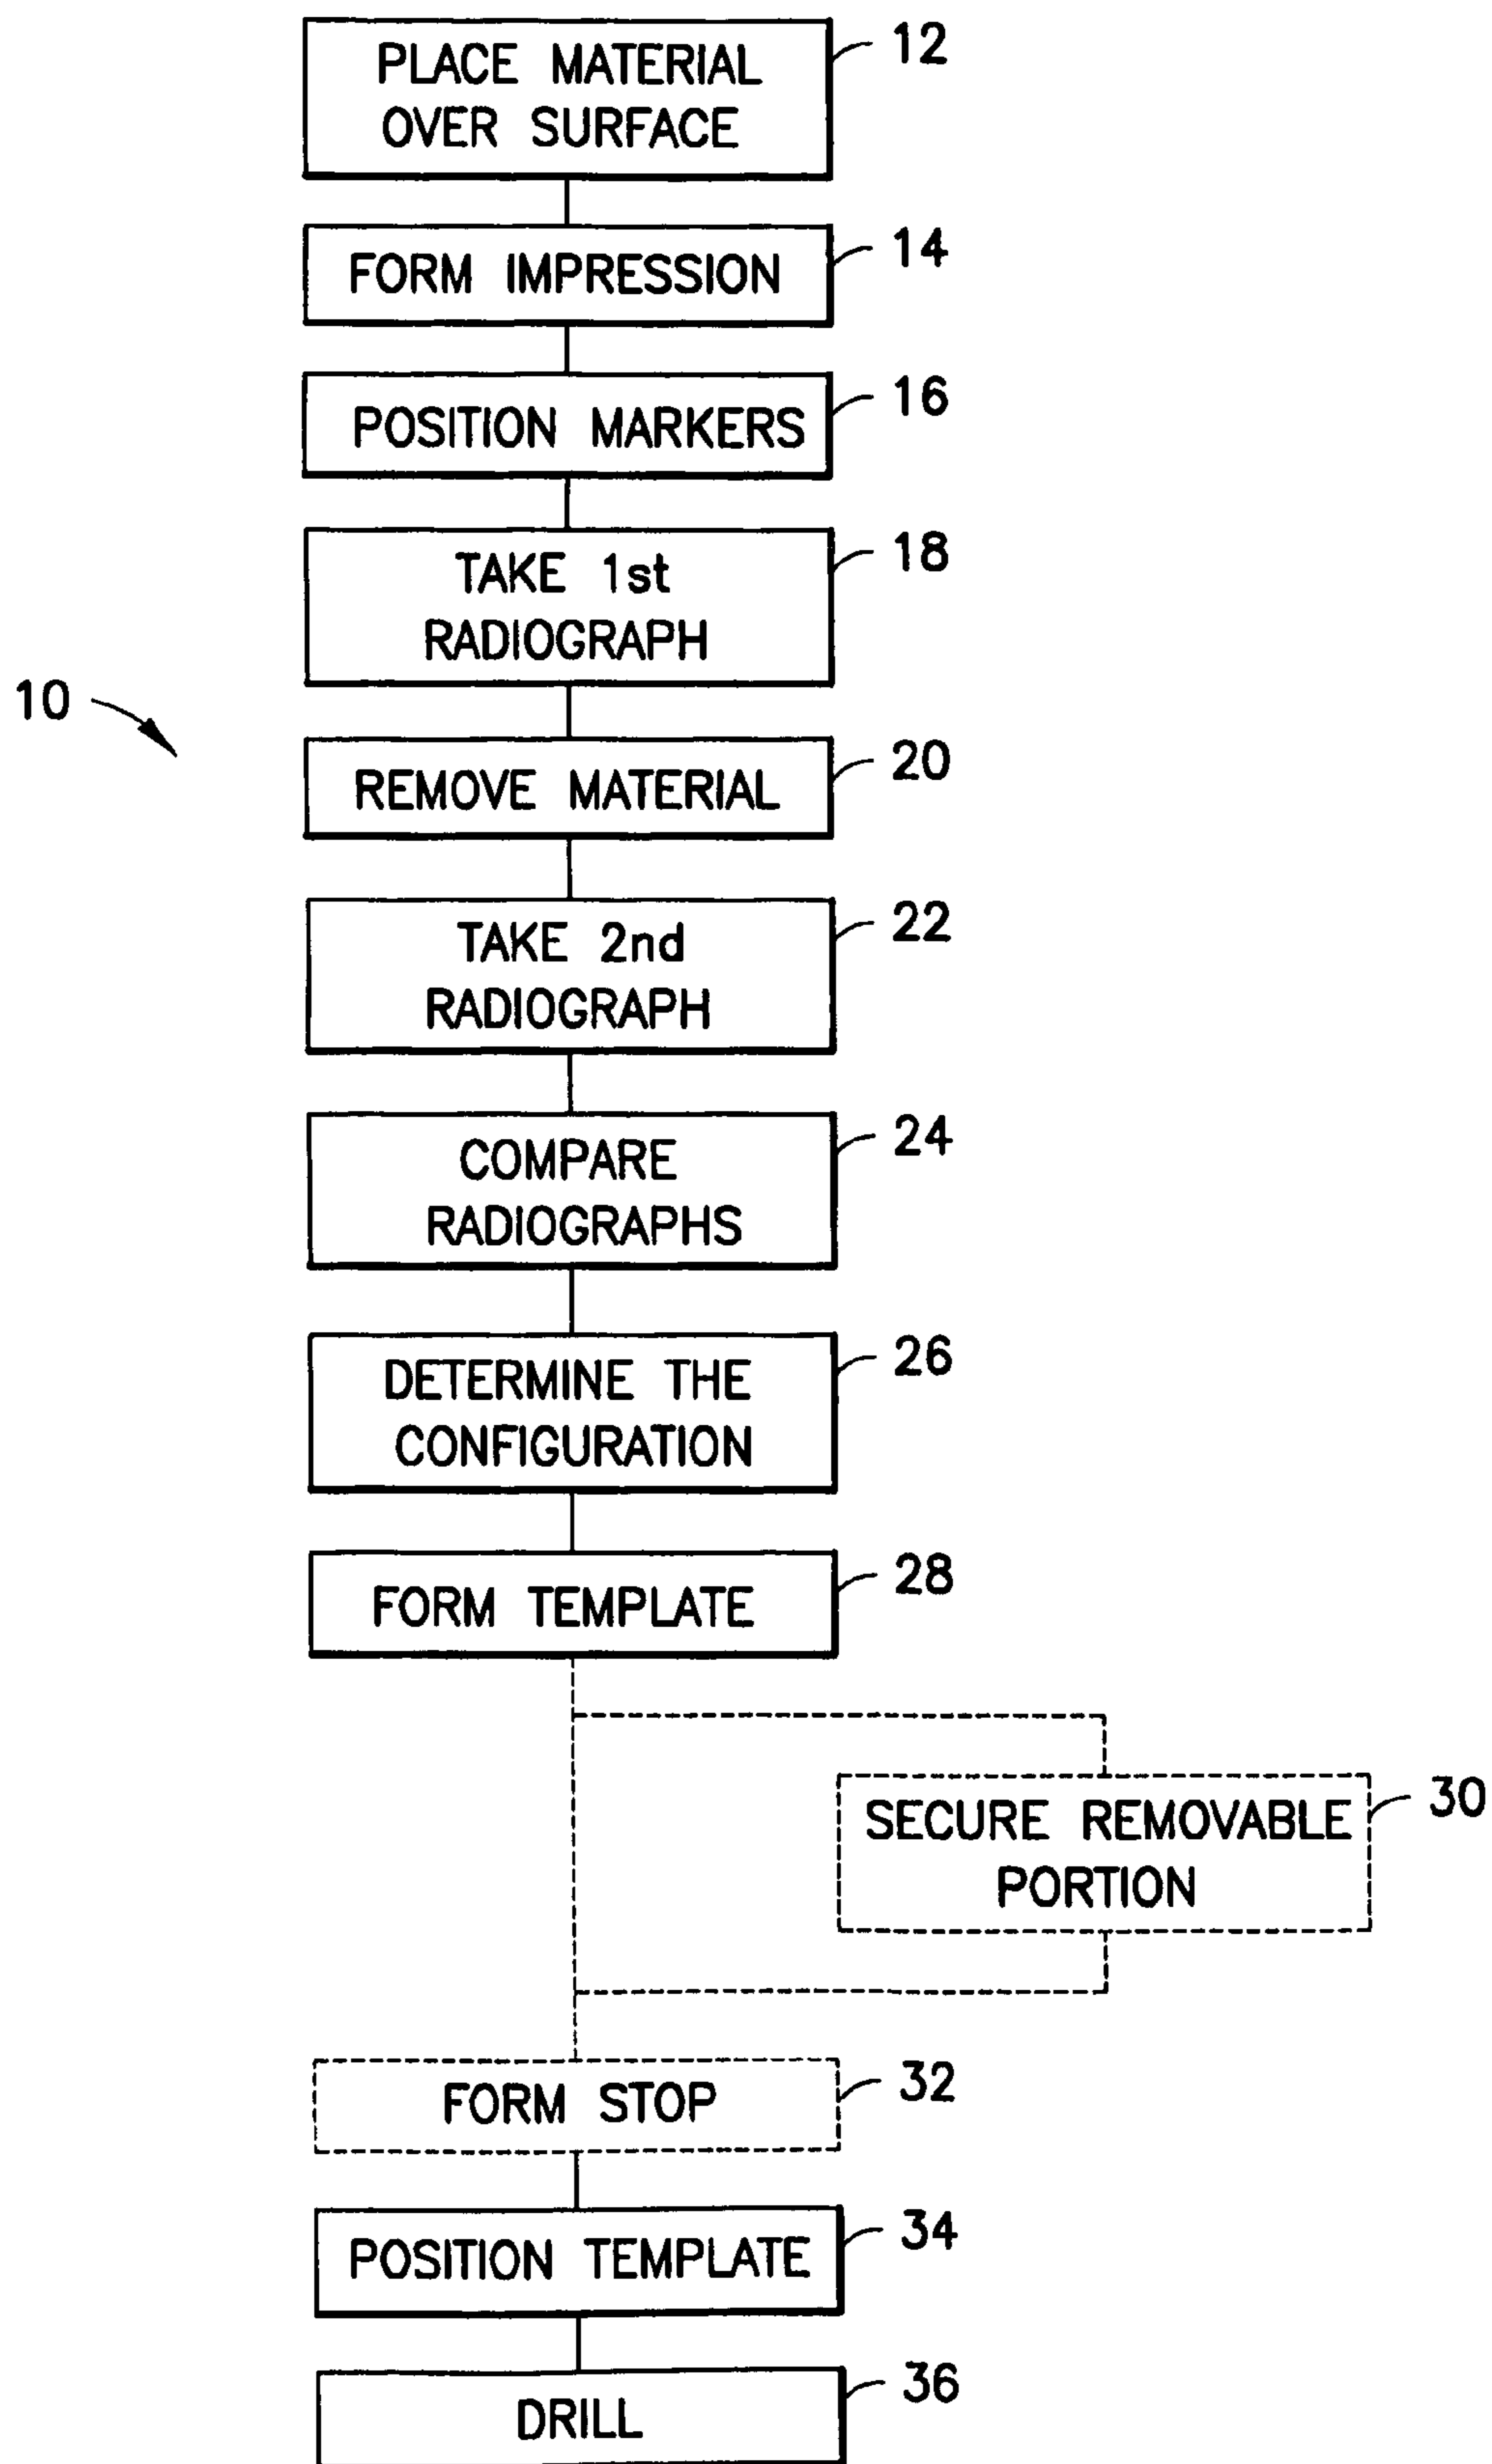 PLACE MATERIAL
OVER SURFACE
12
FORM IMPRESSION
14
POSITION MARKERS
16
TAKE 1st
RADIOGRAPH
18
10
REMOVE MATERIAL
20
TAKE 2nd
RADIOGRAPH
22
COMPARE
RADIOGRAPHS
24
DETERMINE THE
CONFIGURATION
26
FORM TEMPLATE
28
SECURE REMOVABLE
PORTION
30
FORM STOP
32
POSITION TEMPLATE
34
DRILL
36